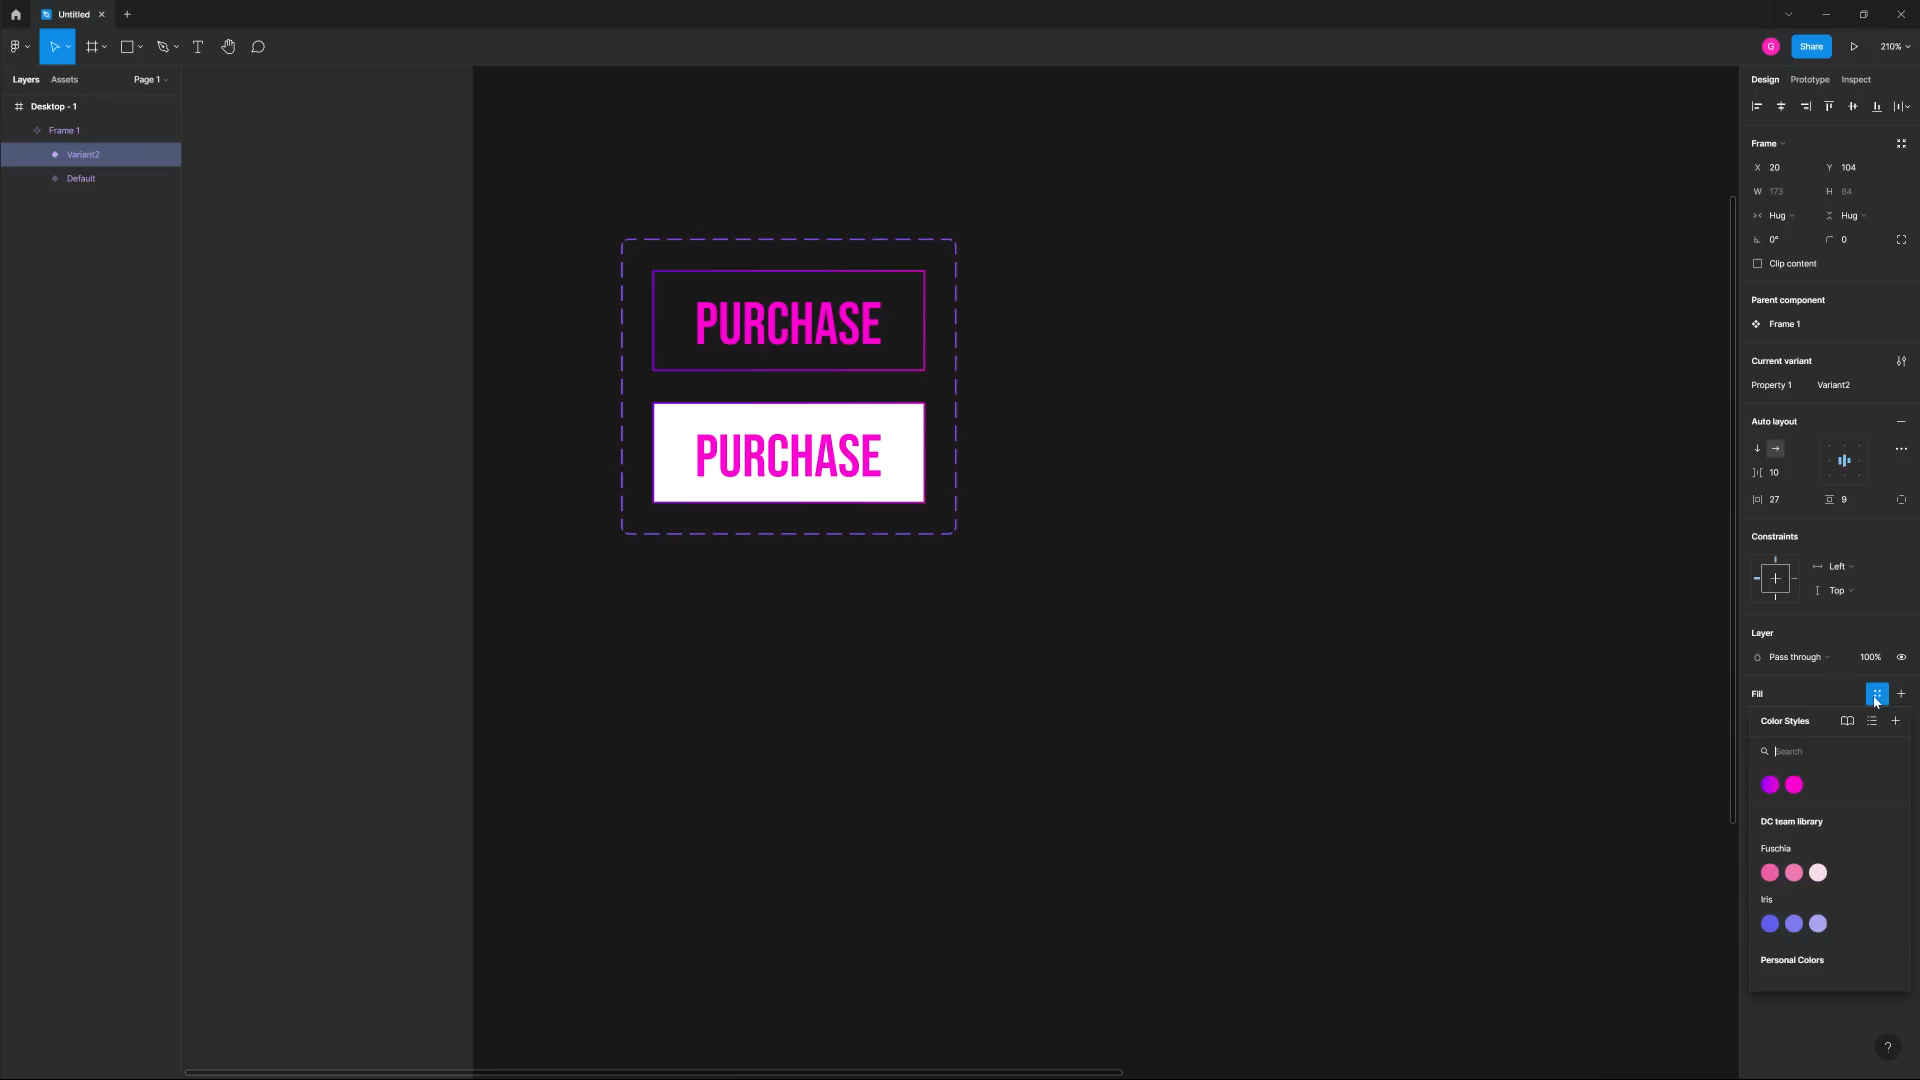 Untitled
G
Share
210%
Layers
Assets
Page 1
Design
Prototype
Inspect
Desktop - 1
Frame 1
Variant2
Default
PURCHASE
PURCHASE
Frame
X 20
Y 104
W 173
H 64
Hug
Hug
0°
0
Clip content
Parent component
Frame 1
Current variant
Property 1
Variant2
Auto layout
10
27
9
Constraints
Left
Top
Layer
Pass through
100%
Fill
Color Styles
Search
DC team library
Fuschia
Iris
Personal Colors
?